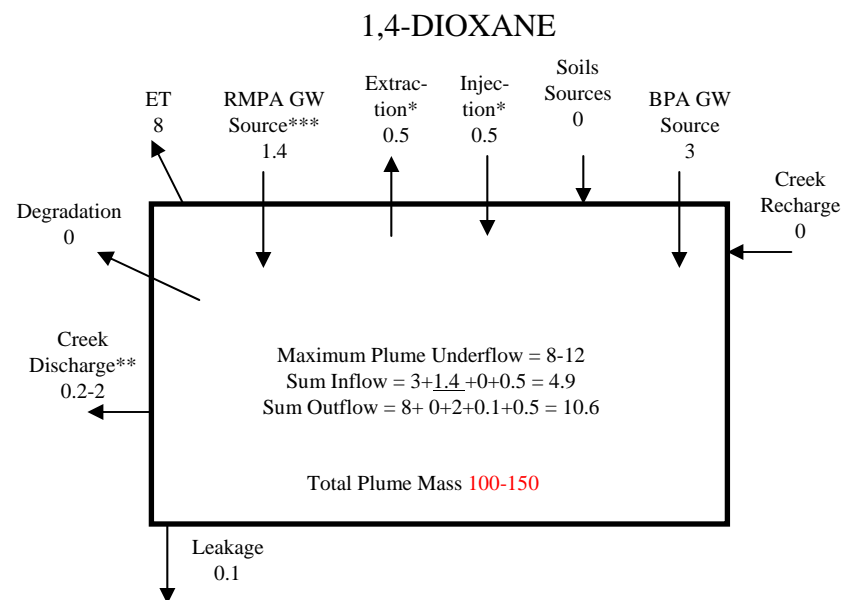 1,4-DIOXANE
ET
8
RMPA GW
Source***
1.4
Extrac-
tion*
0.5
Injec-
tion*
0.5
Soils
Sources
0
BPA GW
Source
3
Creek
Recharge
0
Degradation
0
Creek
Discharge**
0.2-2
Maximum Plume Underflow = 8-12
Sum Inflow = 3+1.4 +0+0.5 = 4.9
Sum Outflow = 8+ 0+2+0.1+0.5 = 10.6
Total Plume Mass 100-150
Leakage
0.1